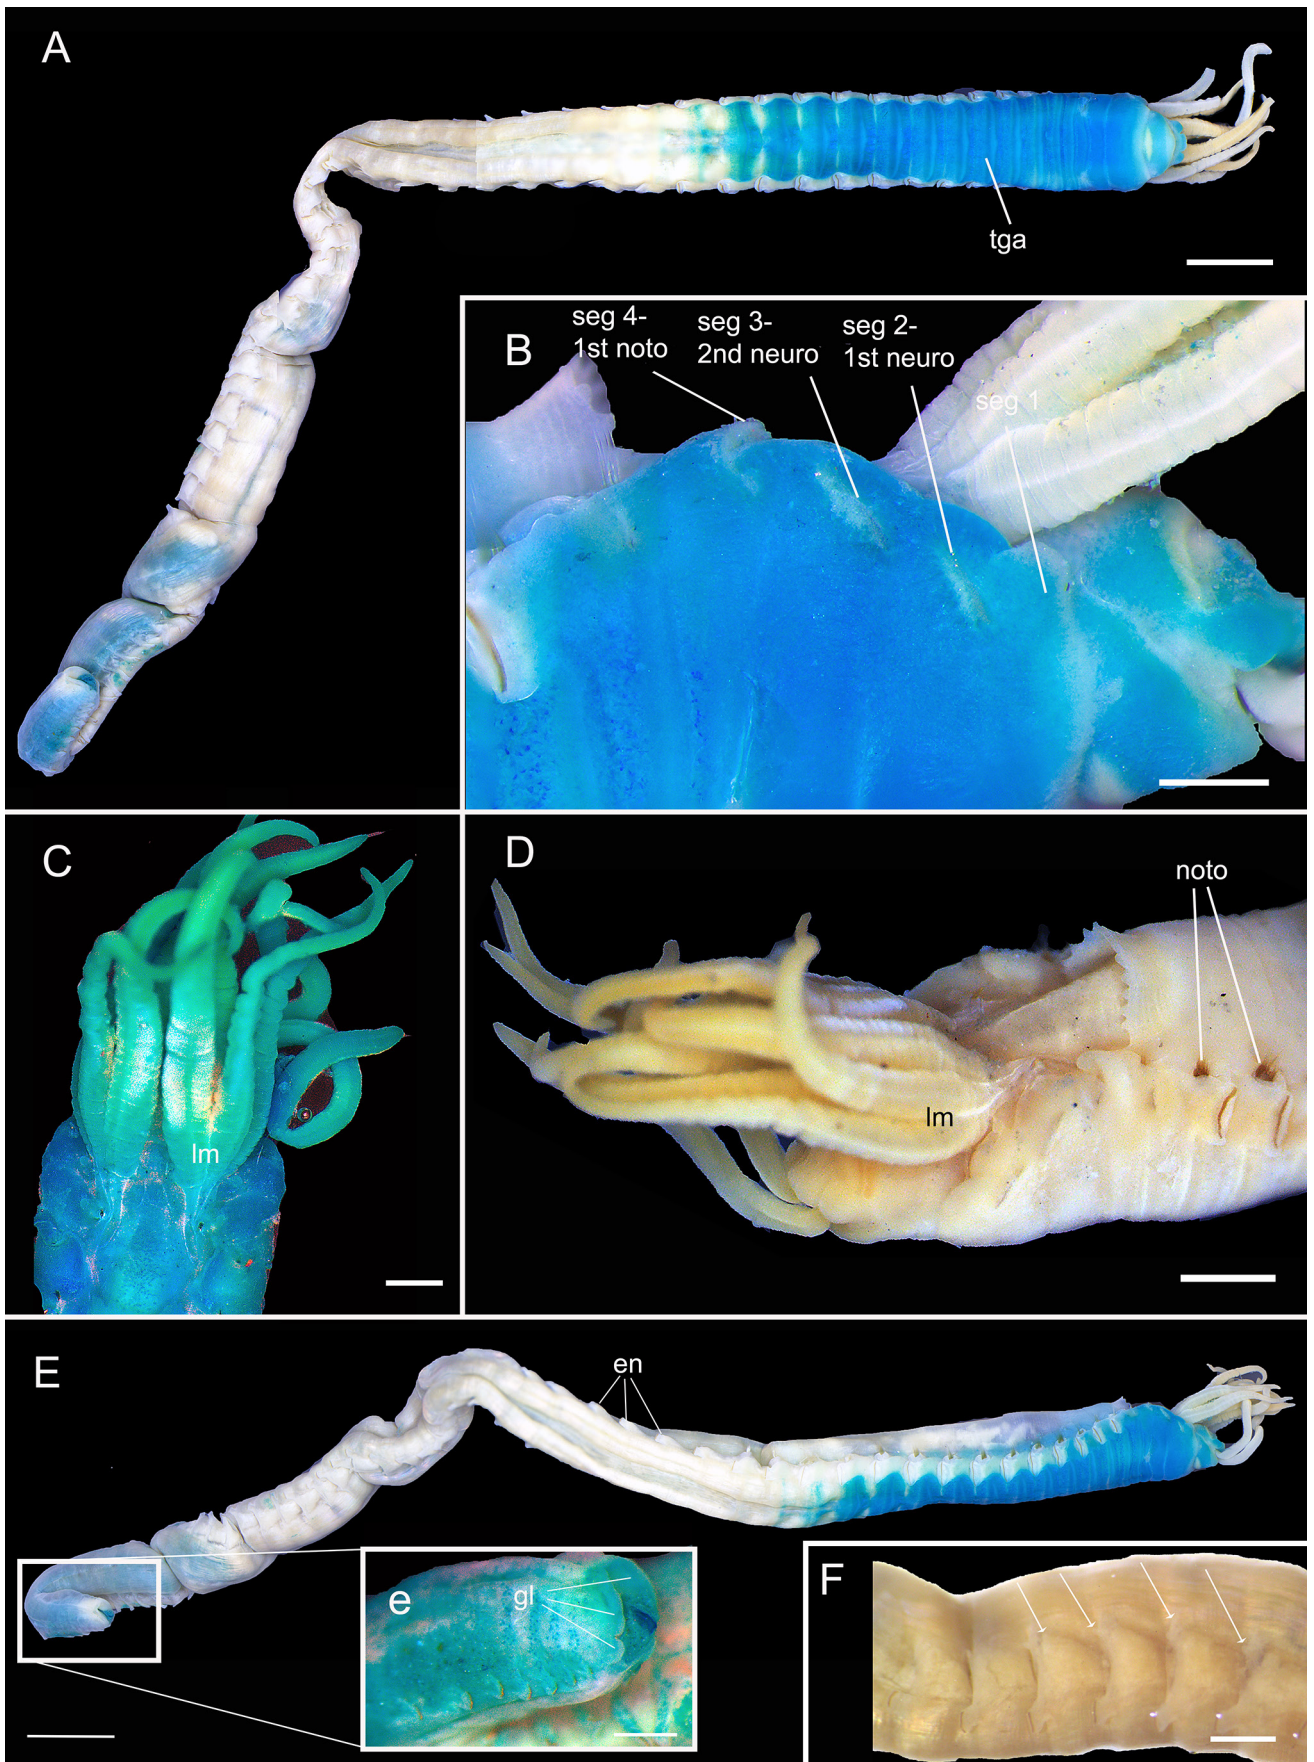 A
tga
B
seg 4-
1st noto
seg 3-
2nd neuro
seg 2-
1st neuro
seg 1
C
lm
D
noto
lm
E
en
e
gl
F